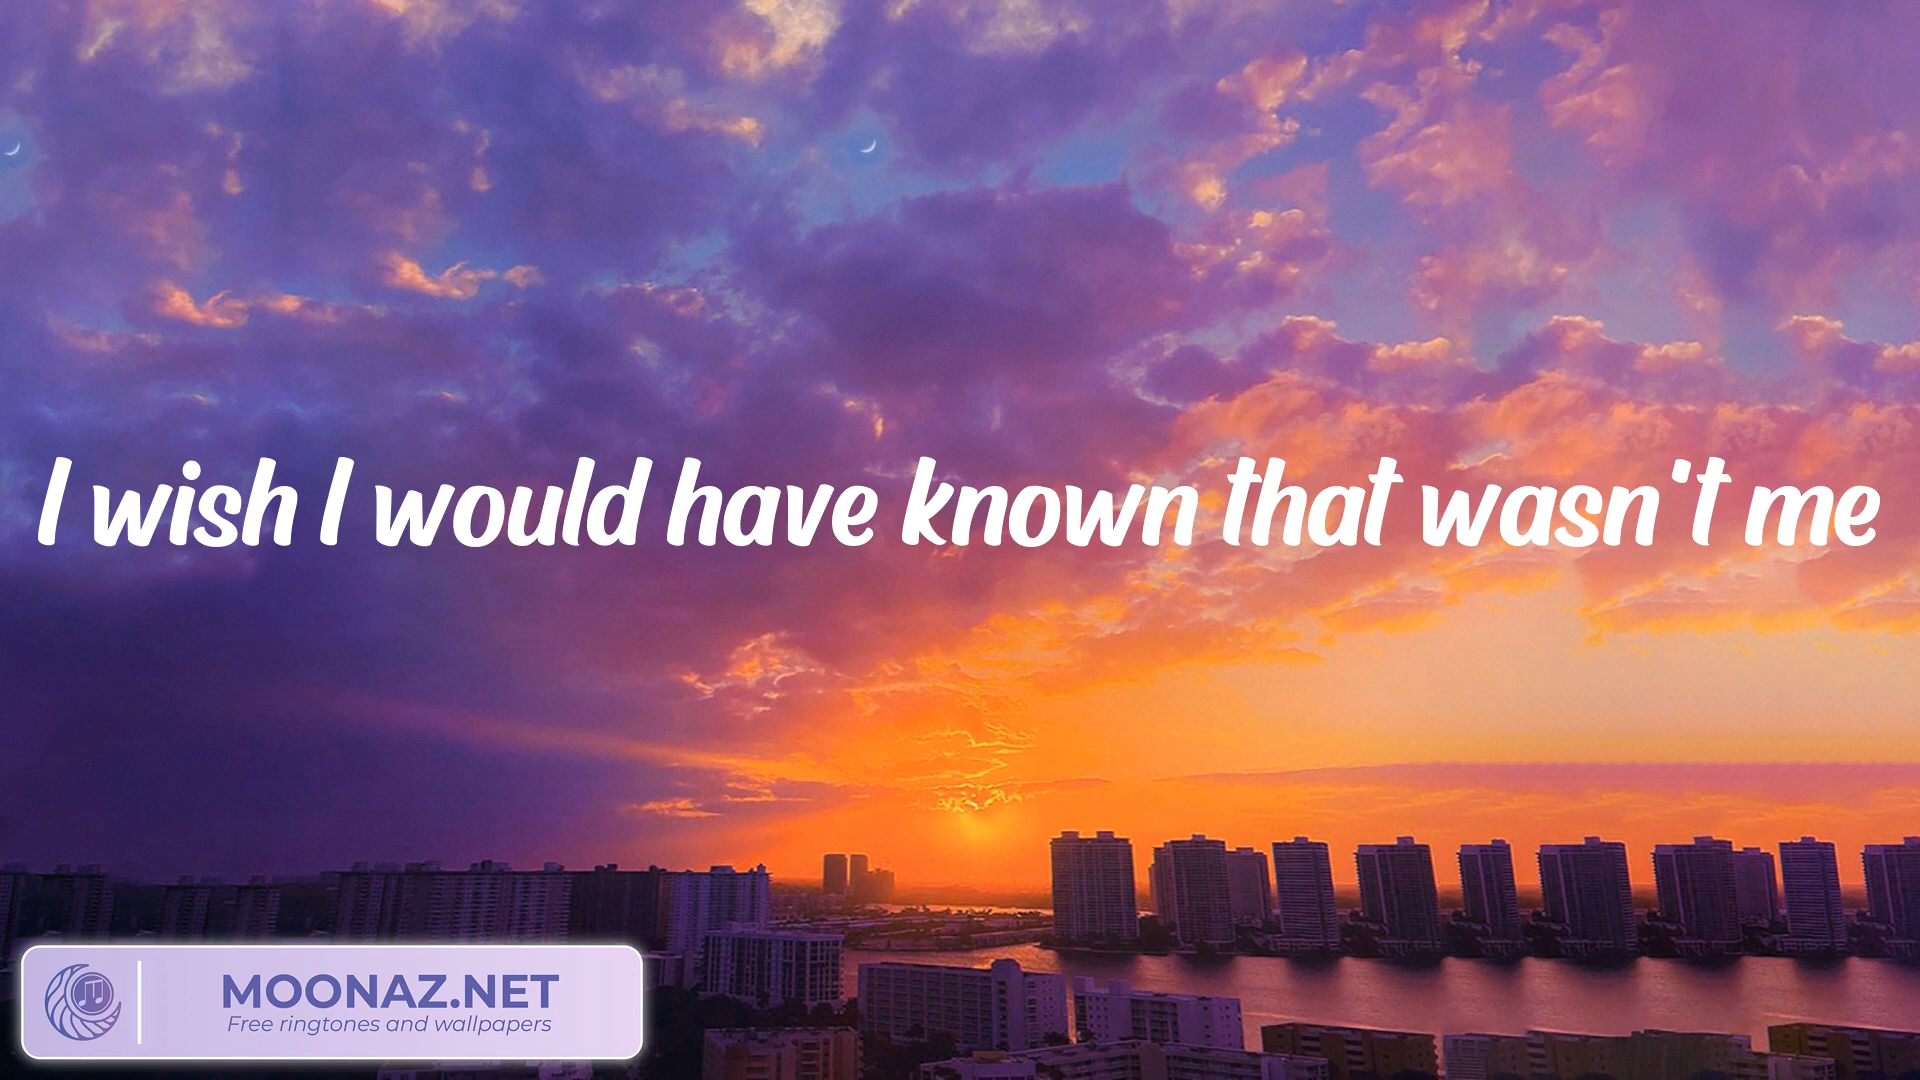 I wish I would have known that wasn't me
MOONAZ.NET
Free ringtones and wallpapers